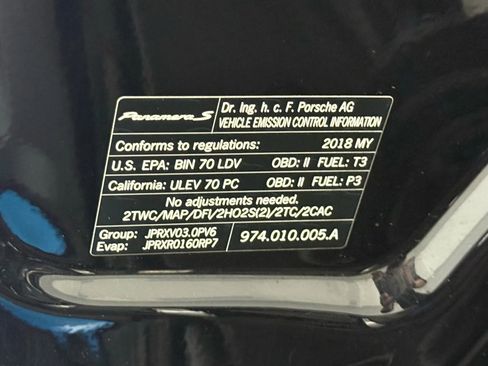 Panamera S
Dr. Ing. h. c. F. Porsche AG
VEHICLE EMISSION CONTROL INFORMATION
Conforms to regulations: 2018 MY
U.S. EPA: BIN 70 LDV OBD: II FUEL: T3
California: ULEV 70 PC OBD: II FUEL: P3
No adjustments needed.
2TWC/MAP/DFI/2HO2S(2)/2TC/2CAC
Group: JPRXV03.0PV6
Evap: JPRXR0160RP7
974.010.005.A